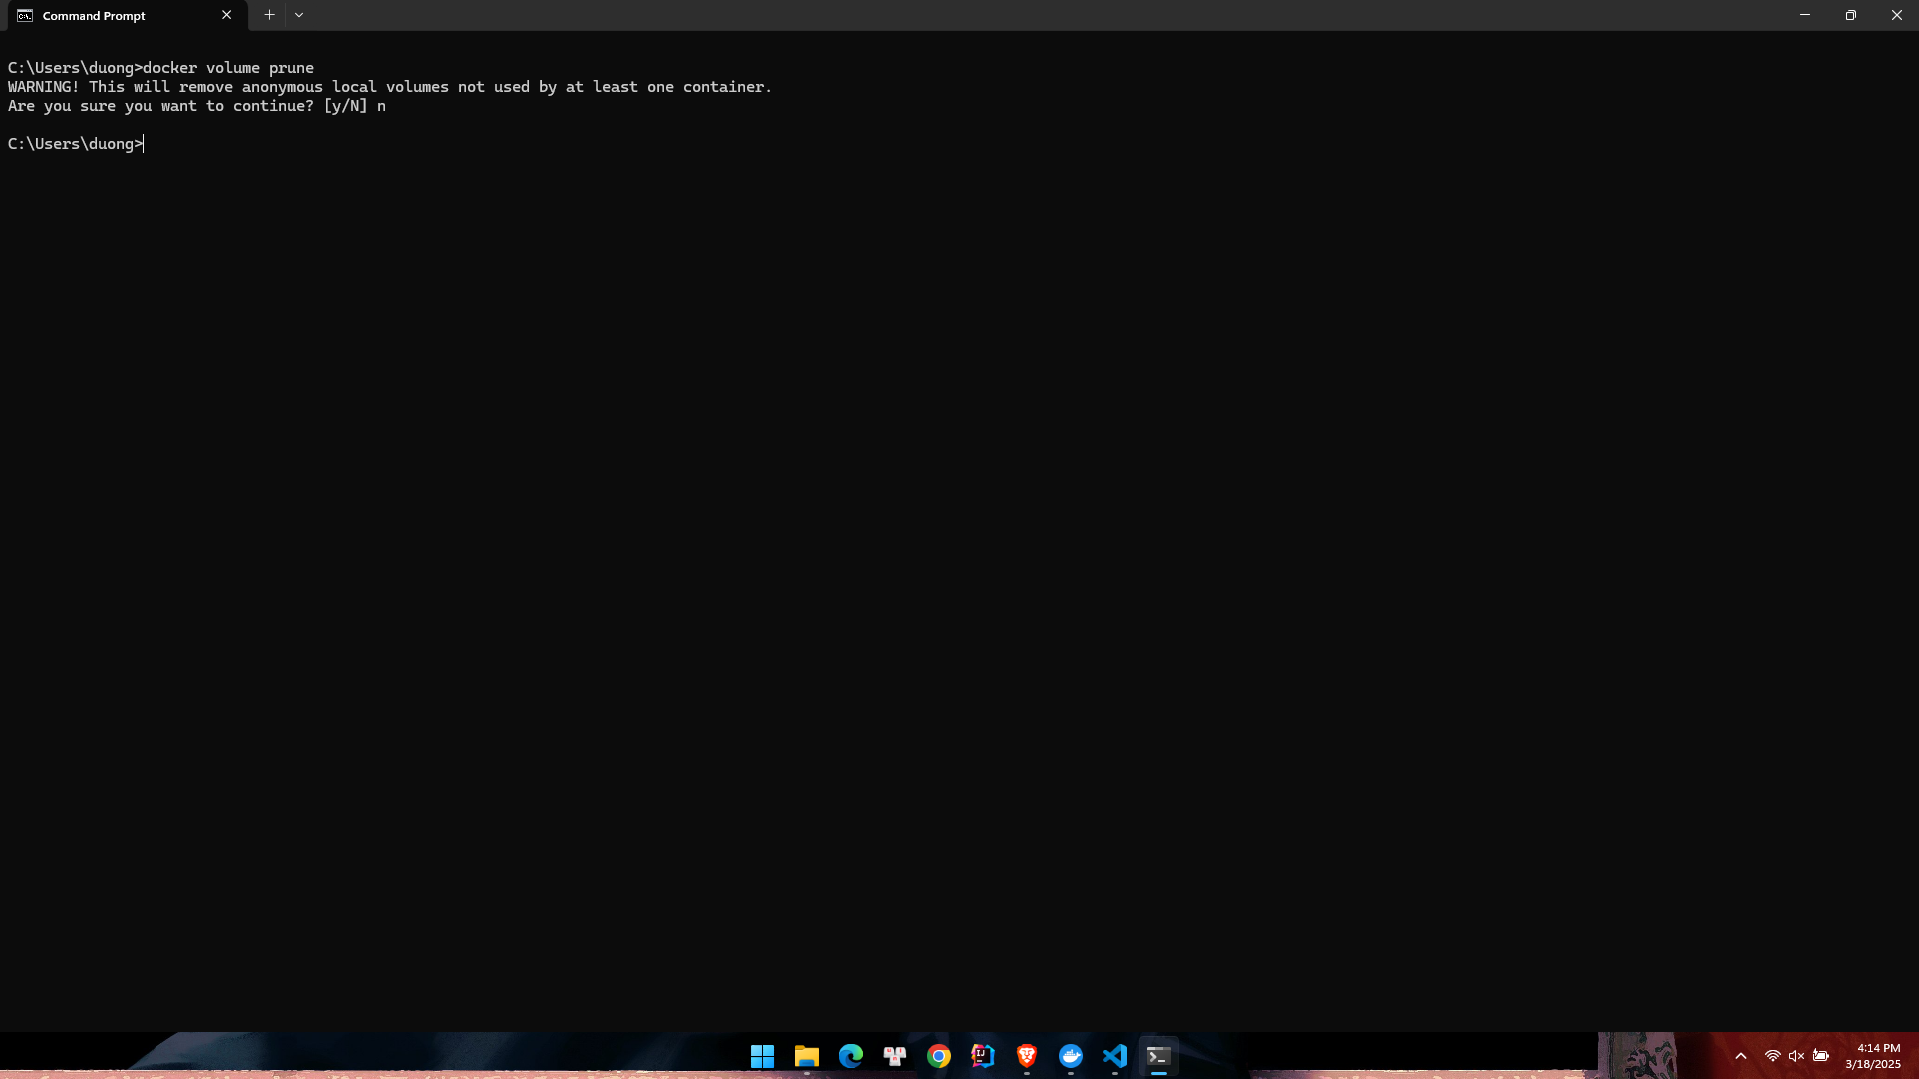 Command Prompt
C:\Users\duong>docker volume prune
WARNING! This will remove anonymous local volumes not used by at least one container.
Are you sure you want to continue? [y/N] n
C:\Users\duong>
4:14 PM
3/18/2025